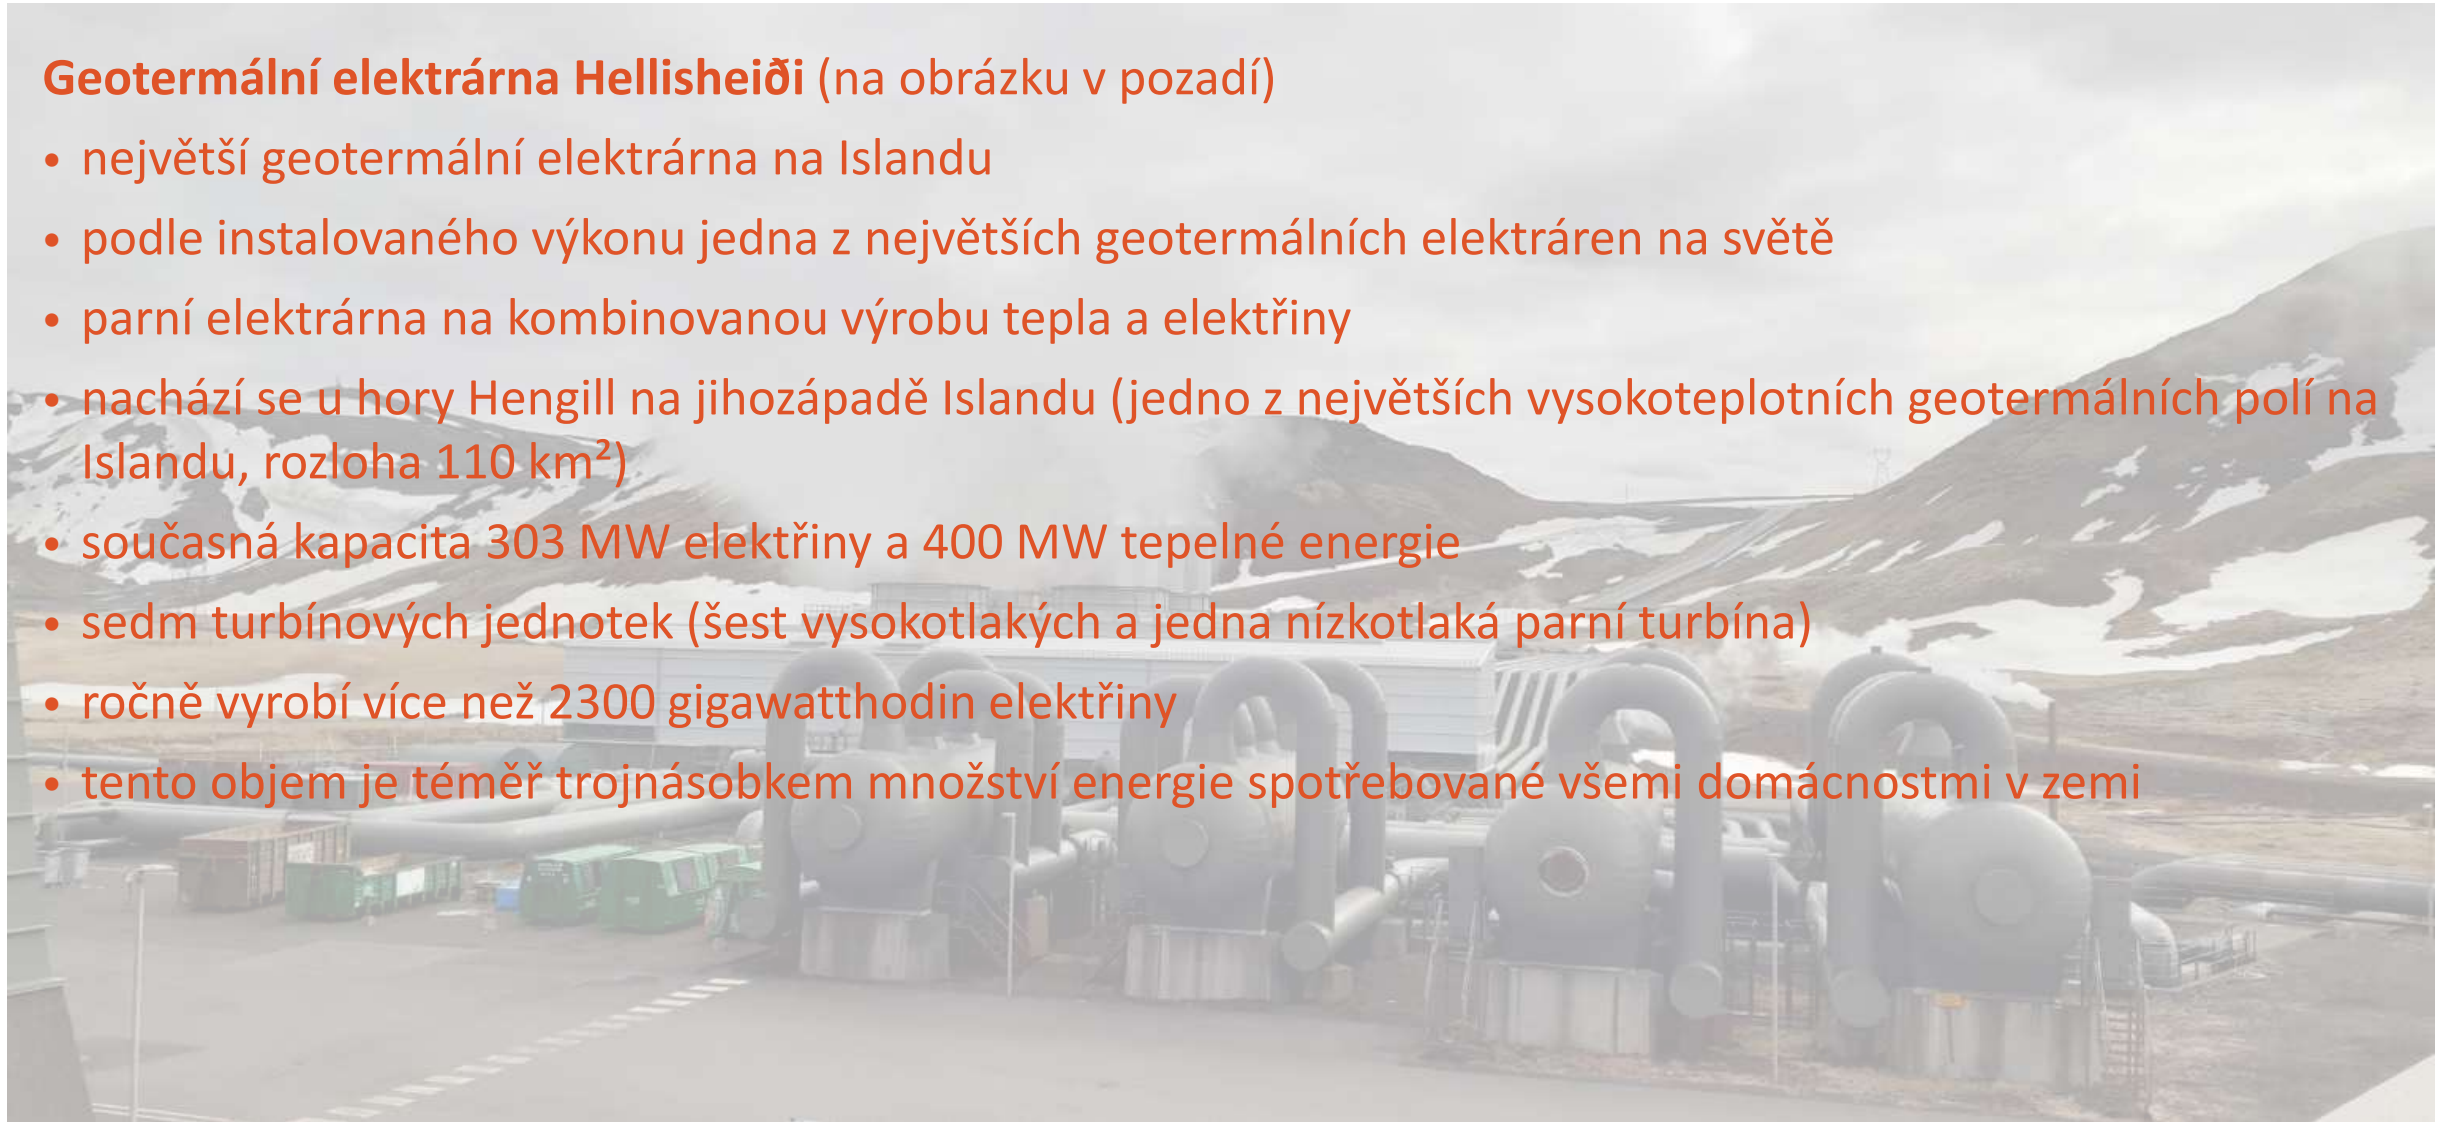 Geotermální elektrárna Hellisheiði (na obrázku v pozadí)
• největší geotermální elektrárna na Islandu
• podle instalovaného výkonu jedna z největších geotermálních elektráren na světě
• parní elektrárna na kombinovanou výrobu tepla a elektřiny
• nachází se u hory Hengill na jihozápadě Islandu (jedno z největších vysokoteplotních geotermálních polí na
Islandu, rozloha 110 km²)
• současná kapacita 303 MW elektřiny a 400 MW tepelné energie
• sedm turbínových jednotek (šest vysokotlakých a jedna nízkotlaká parní turbína)
• ročně vyrobí více než 2300 gigawatthodin elektřiny
• tento objem je téměř trojnásobkem množství energie spotřebované všemi domácnostmi v zemi